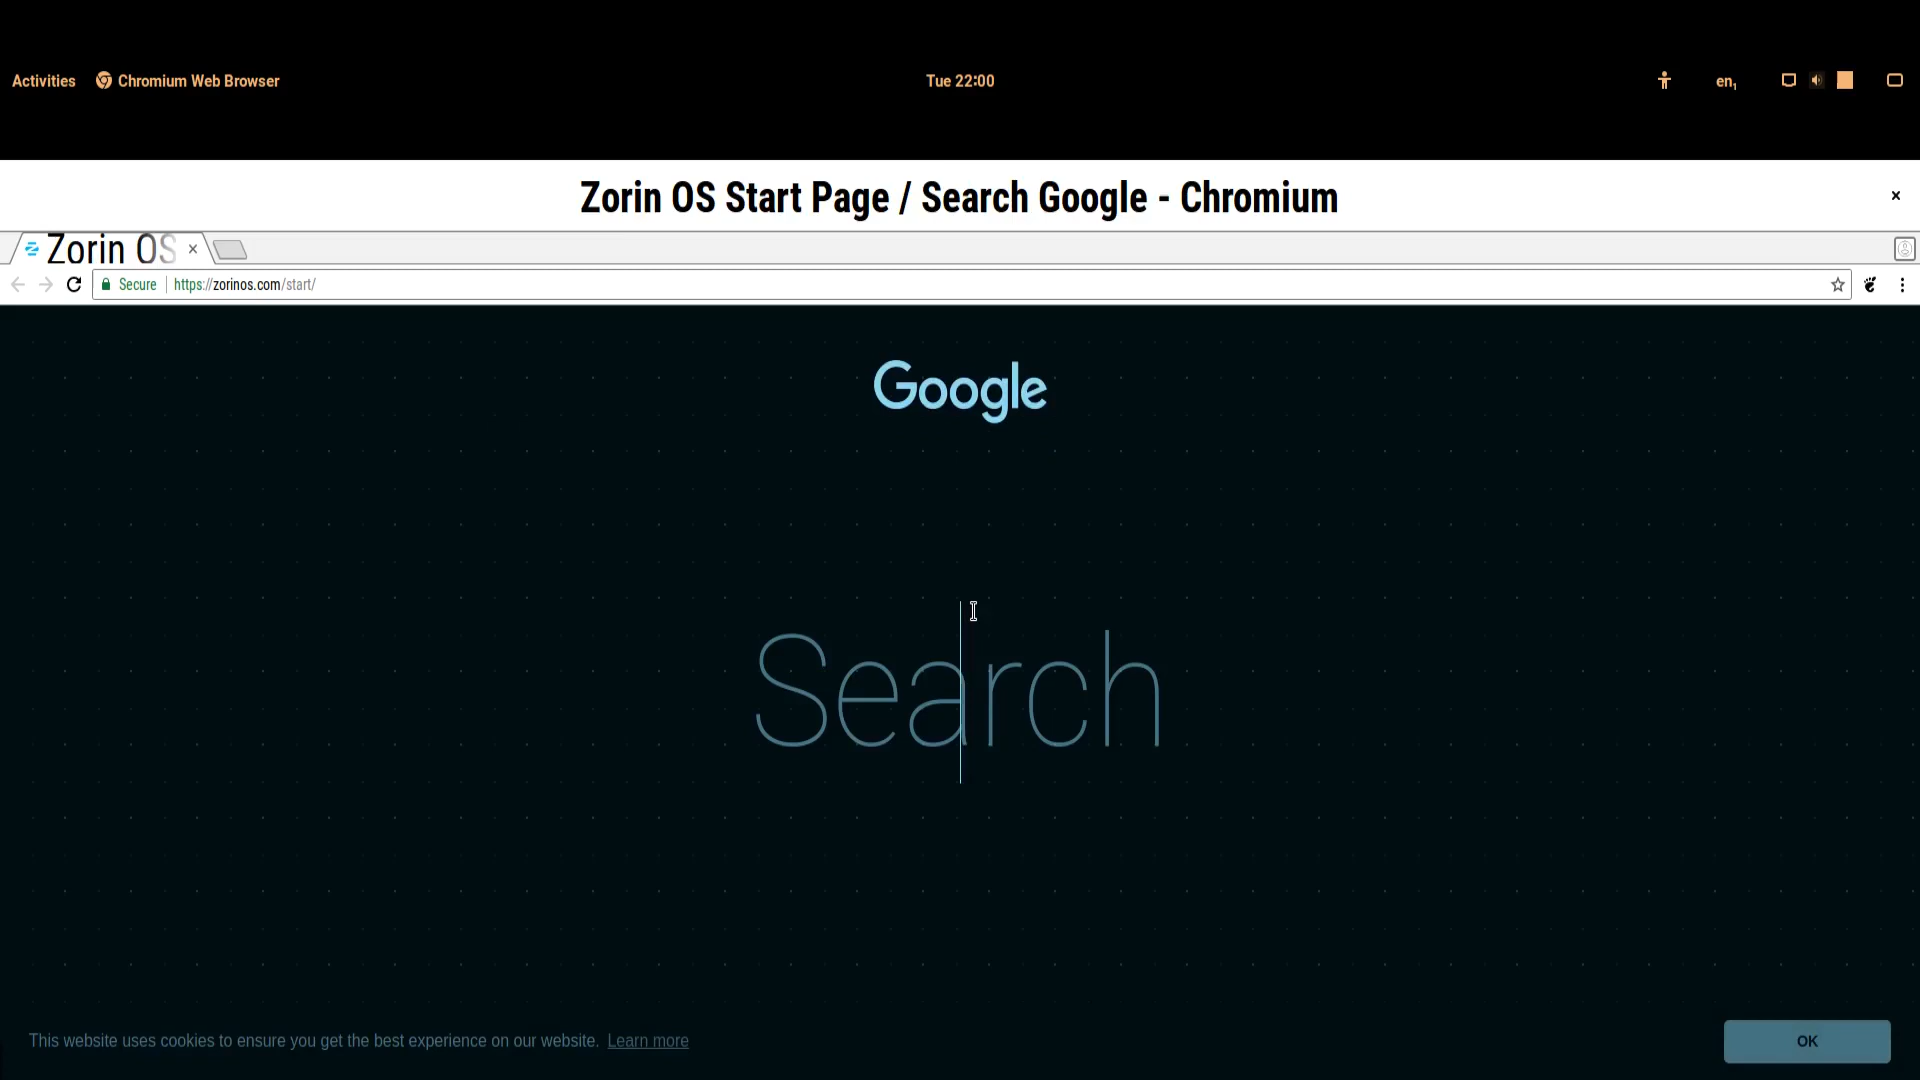 Activities Chromium Web Browser Tue 22:00 en₁
Zorin OS Start Page / Search Google - Chromium
Zorin OS
Secure https://zorinos.com/start/
Google
Search
This website uses cookies to ensure you get the best experience on our website. Learn more OK